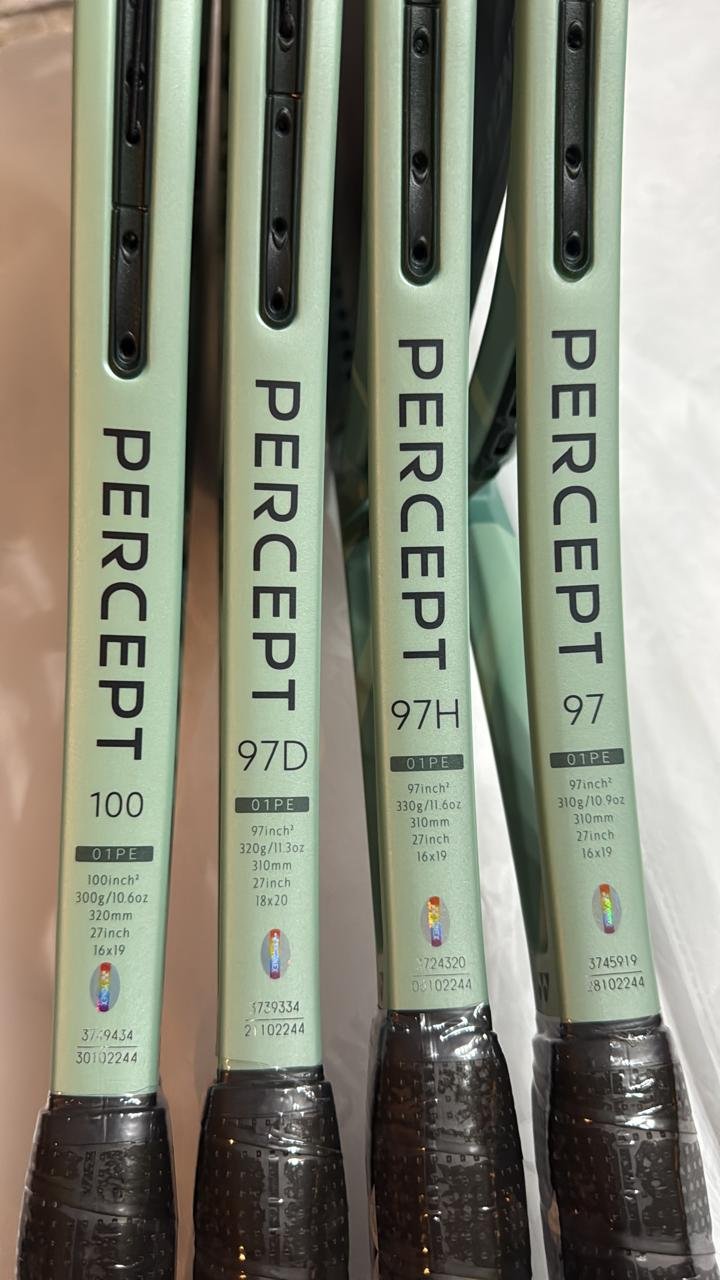 PERCEPT
100
01PE
100inch²
300g/10.6oz
320mm
27inch
16x19
30102244
PERCEPT
97D
01PE
97inch²
320g/11.3oz
310mm
27inch
18x20
PERCEPT
97H
01PE
97inch²
330g/11.6oz
310mm
27inch
16x19
PERCEPT
97
01PE
97inch²
310g/10.9oz
310mm
27inch
16x19
3745919